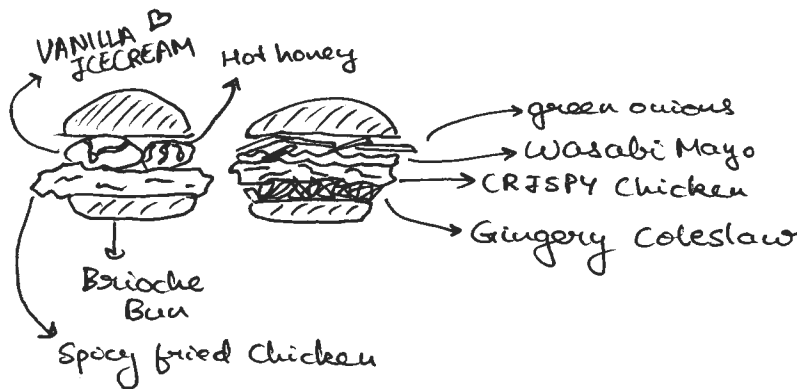 VANILLA
ICECREAM
Hot honey
green onions
Wasabi Mayo
CRISPY Chicken
Gingery Coleslaw
Brioche
Bun
Spicy fried Chicken